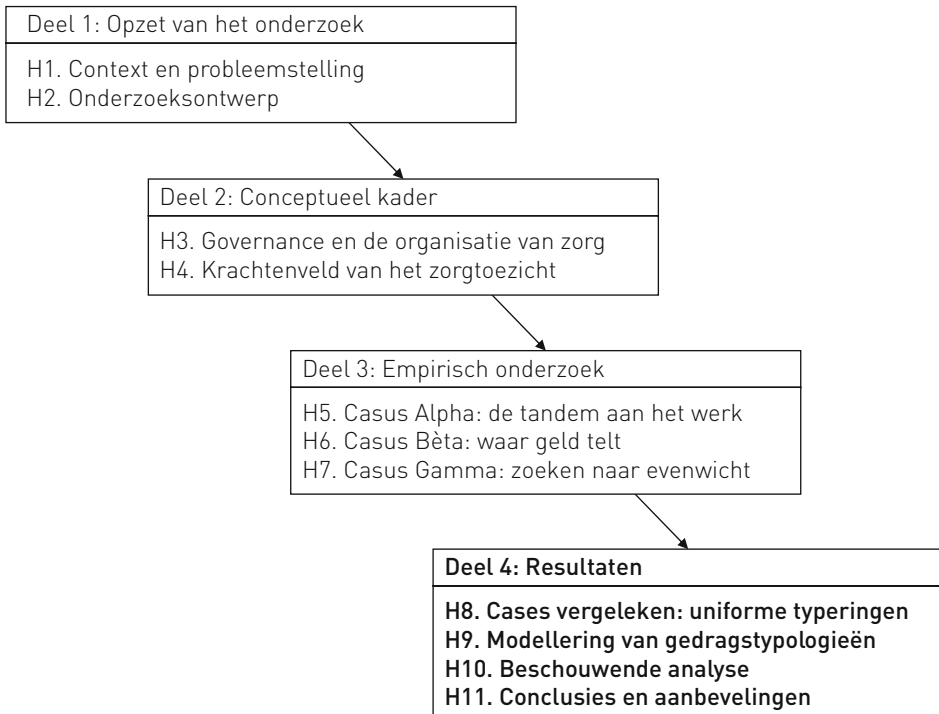 Deel 1: Opzet van het onderzoek
H1. Context en probleemstelling
H2. Onderzoeksontwerp
Deel 2: Conceptueel kader
H3. Governance en de organisatie van zorg
H4. Krachtenveld van het zorgtoezicht
Deel 3: Empirisch onderzoek
H5. Casus Alpha: de tandem aan het werk
H6. Casus Bèta: waar geld telt
H7. Casus Gamma: zoeken naar evenwicht
Deel 4: Resultaten
H8. Cases vergeleken: uniforme typeringen
H9. Modellering van gedragstypologieën
H10. Beschouwende analyse
H11. Conclusies en aanbevelingen